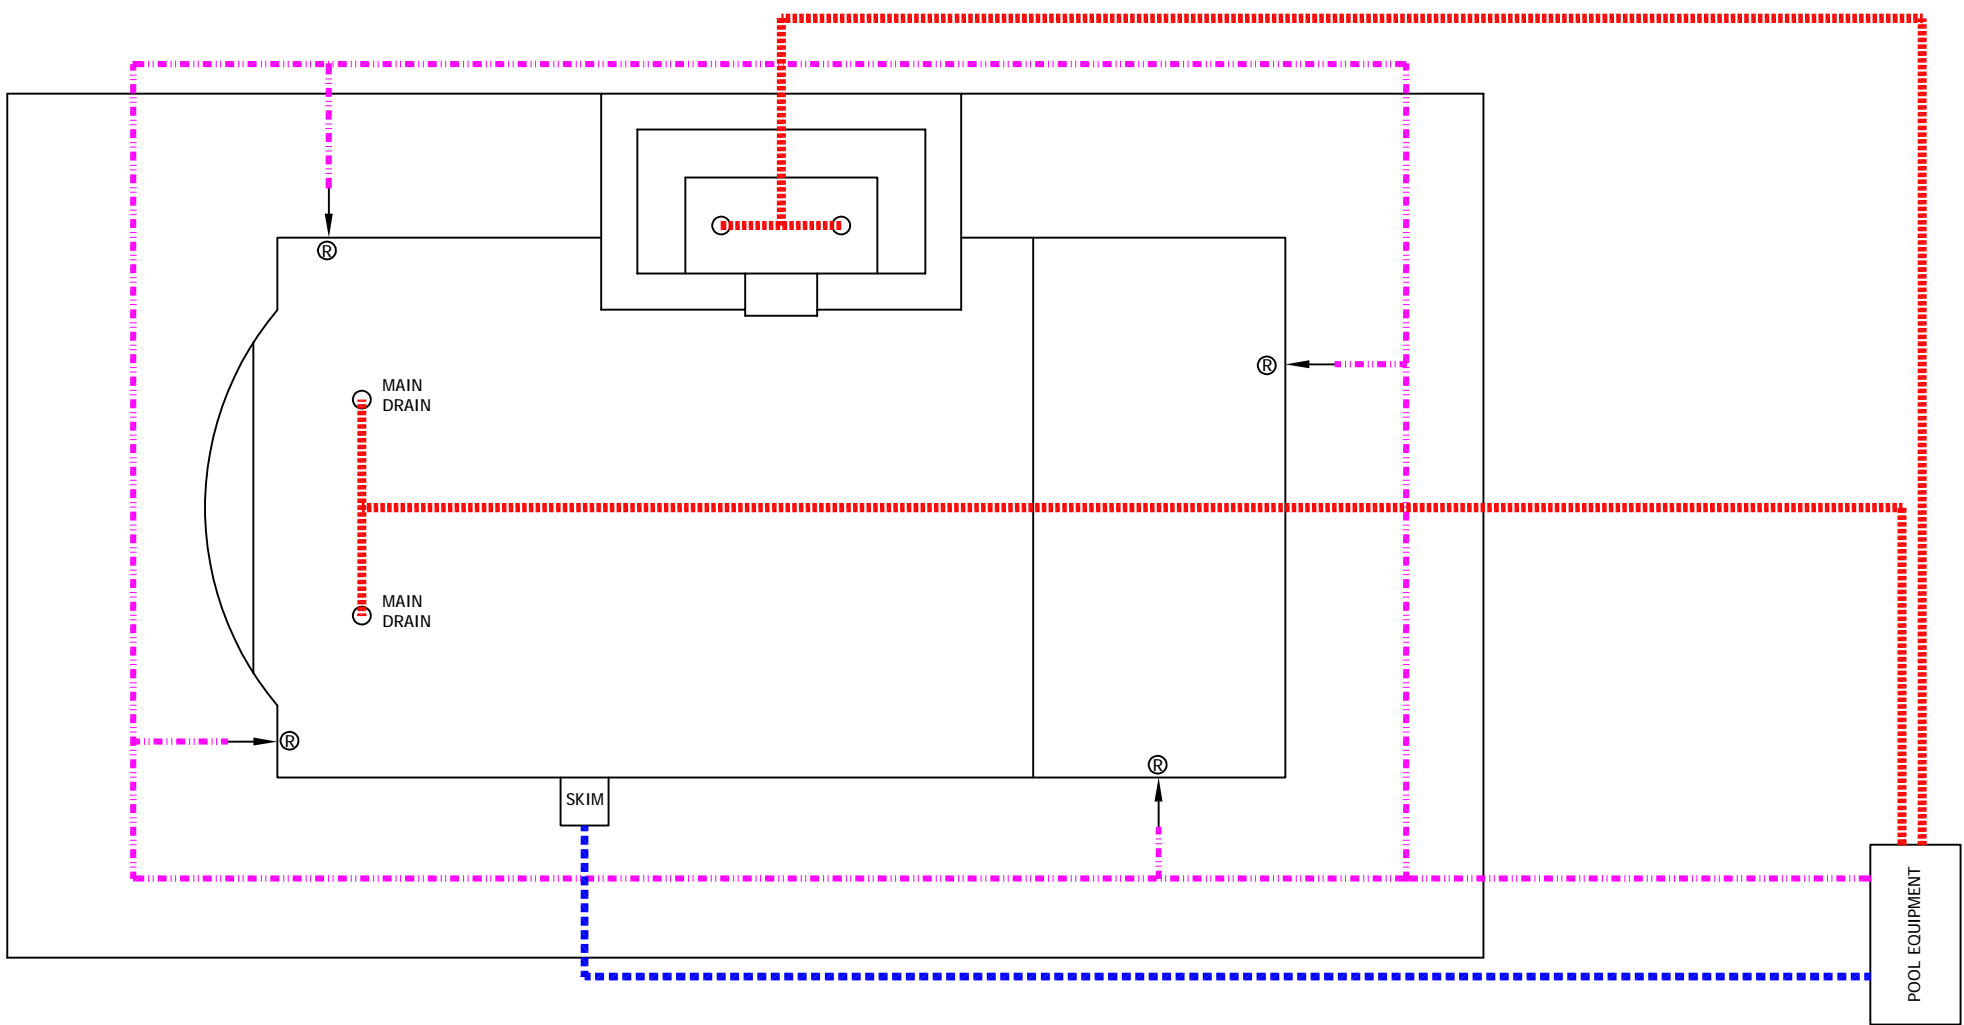 ®
MAIN
DRAIN
®
MAIN
DRAIN
®
®
SKIM
POOL EQUIPMENT